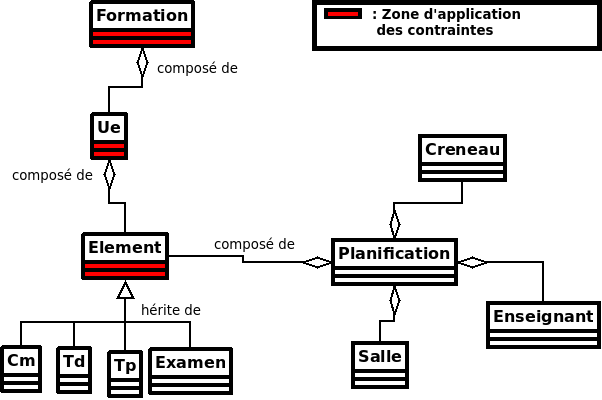 Formation
: Zone d'application
des contraintes
composé de
Ue
composé de
Creneau
Element
composé de
Planification
hérite de
Enseignant
Cm
Td
Tp
Examen
Salle